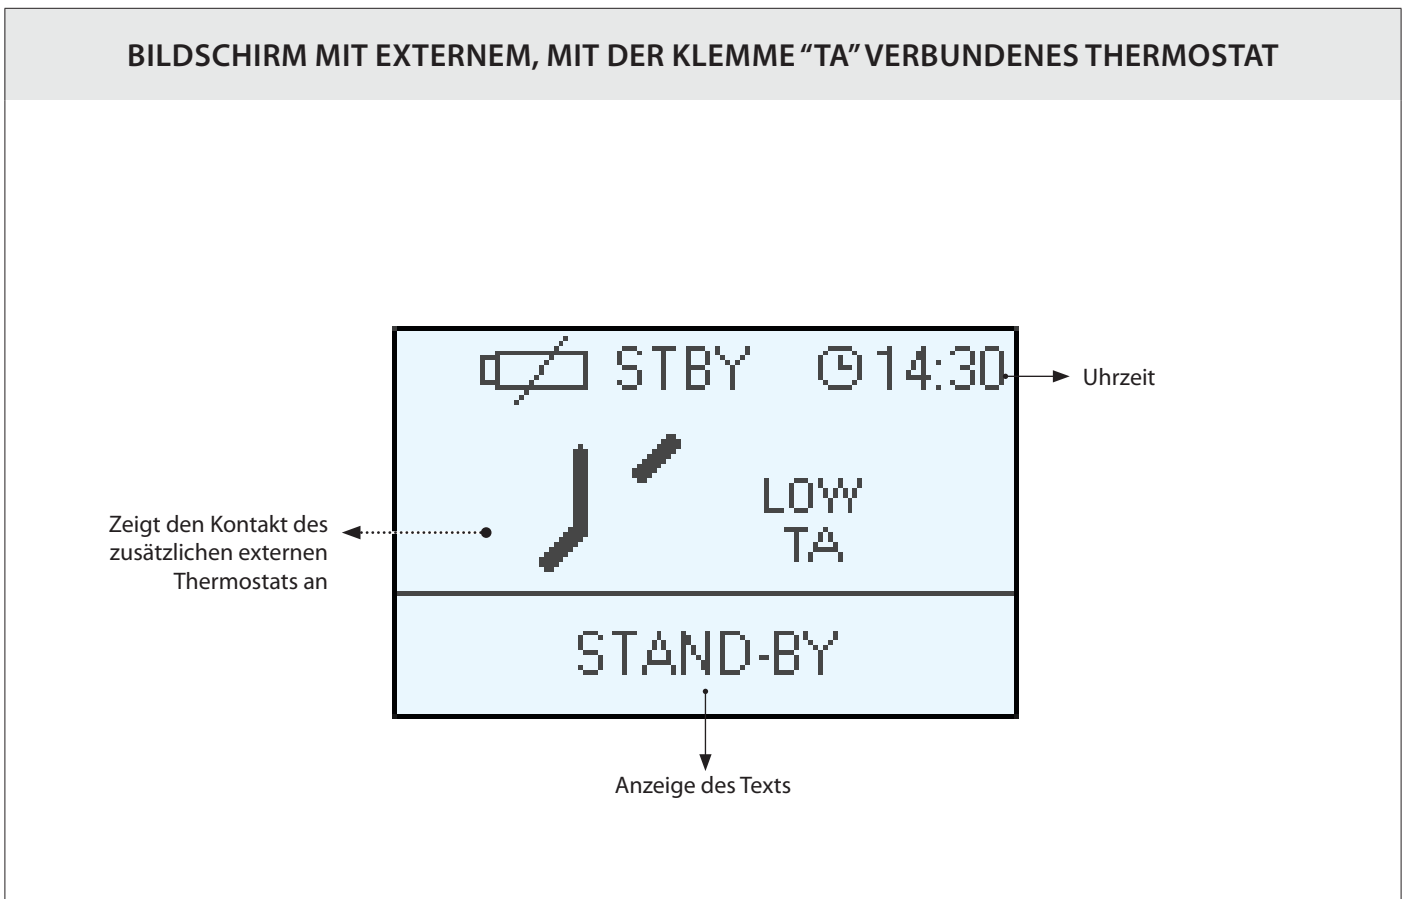 BILDSCHIRM MIT EXTERNEM, MIT DER KLEMME “TA” VERBUNDENES THERMOSTAT
STBY 14:30
Uhrzeit
LOW
TA
Zeigt den Kontakt des
zusätzlichen externen
Thermostats an
STAND-BY
Anzeige des Texts